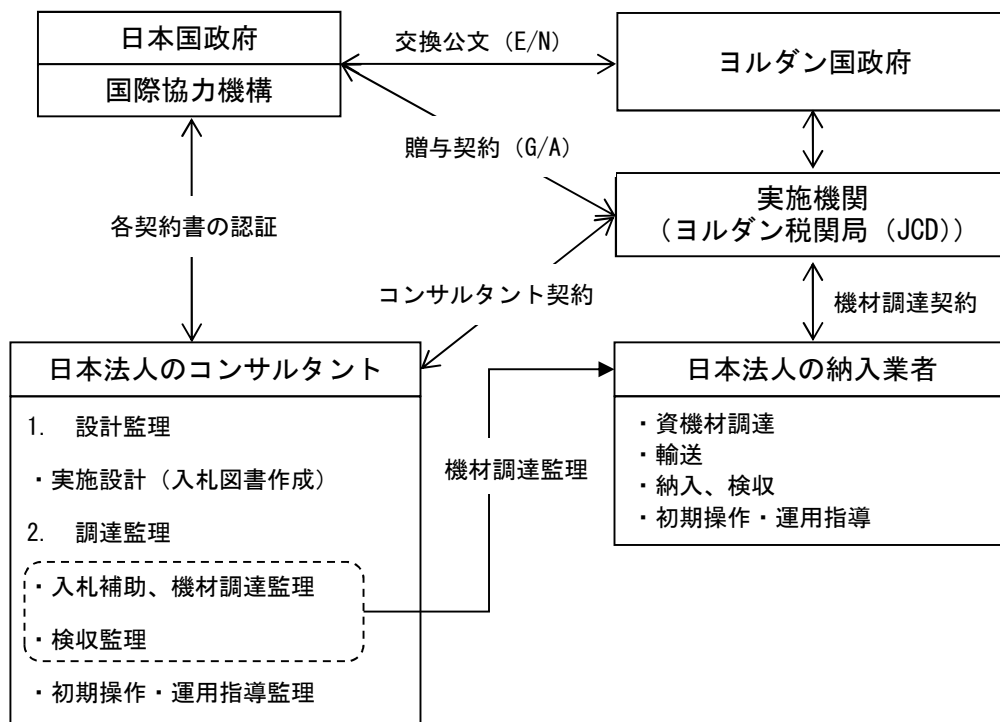 日本国政府
国際協力機構
交換公文（E/N）
ヨルダン国政府
贈与契約（G/A）
実施機関
（ヨルダン税関局（JCD））
各契約書の認証
コンサルタント契約
機材調達契約
日本法人のコンサルタント
1.　設計監理
・実施設計（入札図書作成）
2.　調達監理
・入札補助、機材調達監理
・検収監理
・初期操作・運用指導監理
機材調達監理
日本法人の納入業者
・資機材調達
・輸送
・納入、検収
・初期操作・運用指導